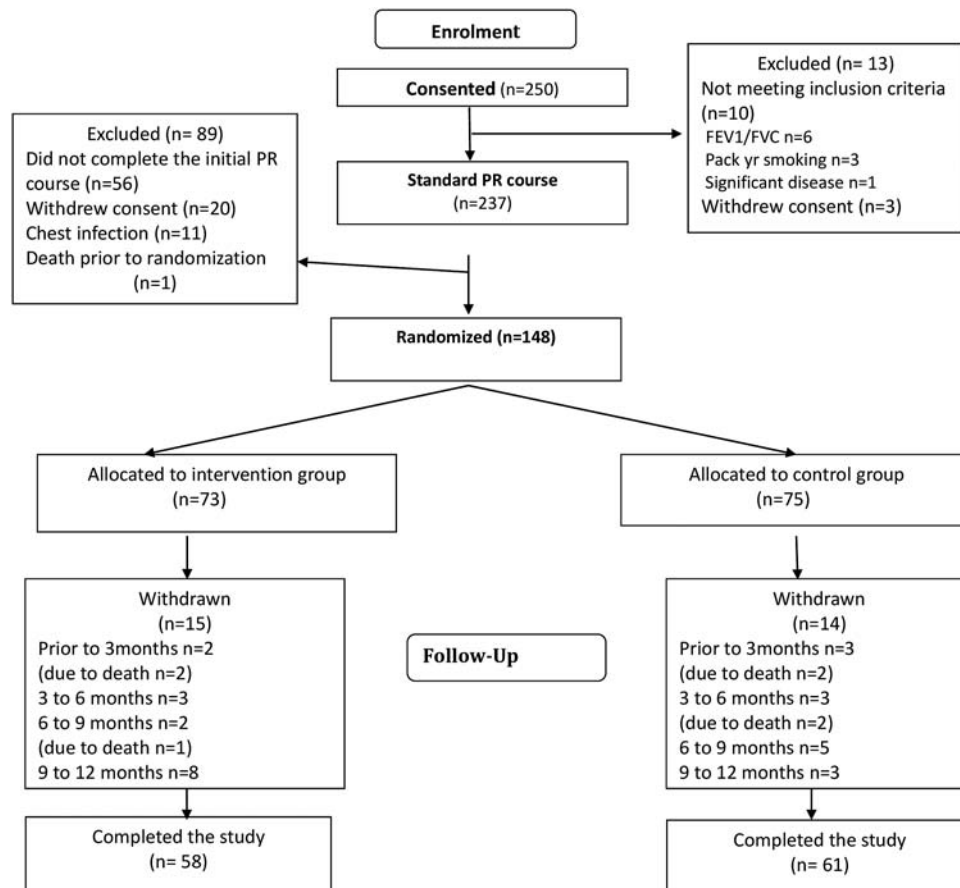 Enrolment
Consented (n=250)
Excluded (n= 13)
Not meeting inclusion criteria
(n=10)
FEV1/FVC n=6
Pack yr smoking n=3
Significant disease n=1
Withdrew consent (n=3)
Excluded (n= 89)
Did not complete the initial PR
course (n=56)
Withdrew consent (n=20)
Chest infection (n=11)
Death prior to randomization
(n=1)
Standard PR course
(n=237)
Randomized (n=148)
Allocated to intervention group
(n=73)
Allocated to control group
(n=75)
Withdrawn
(n=15)
Prior to 3months n=2
(due to death n=2)
3 to 6 months n=3
6 to 9 months n=2
(due to death n=1)
9 to 12 months n=8
Follow-Up
Withdrawn
(n=14)
Prior to 3months n=3
(due to death n=2)
3 to 6 months n=3
(due to death n=2)
6 to 9 months n=5
9 to 12 months n=3
Completed the study
(n= 58)
Completed the study
(n= 61)